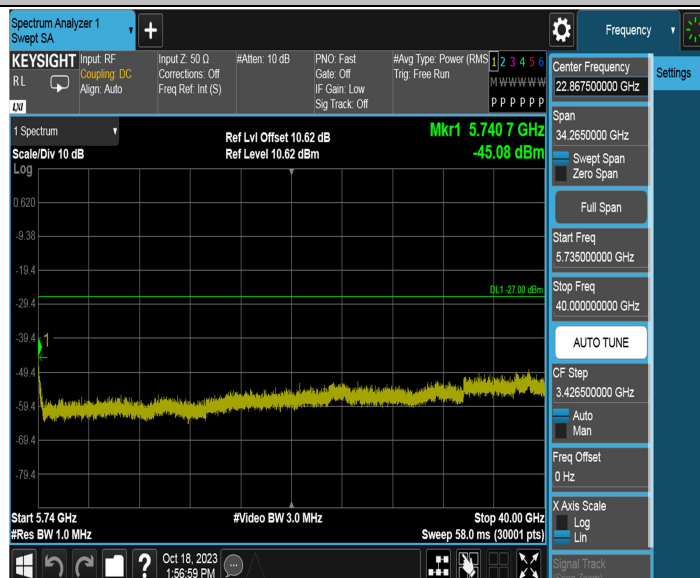 Spectrum Analyzer 1
Swept SA
+
Frequency
KEYSIGHT
Input: RF
Input Z: 50 Ω
#Atten: 10 dB
PNO: Fast
#Avg Type: Power (RMS
1 2 3 4 5 6
RL
Coupling: DC
Corrections: Off
Gate: Off
Trig: Free Run
M W W W W W
Align: Auto
Freq Ref: Int (S)
IF Gain: Low
Sig Track: Off
P P P P P P
LXI
Center Frequency
22.867500000 GHz
Settings
Span
34.2650000 GHz
Swept Span
Zero Span
Full Span
Start Freq
5.735000000 GHz
Stop Freq
40.000000000 GHz
AUTO TUNE
CF Step
3.426500000 GHz
Auto
Man
Freq Offset
0 Hz
X Axis Scale
Log
Lin
Signal Track
1 Spectrum
Ref Lvl Offset 10.62 dB
Mkr1 5.740 7 GHz
Scale/Div 10 dB
Ref Level 10.62 dBm
-45.08 dBm
Log
0.620
-9.38
-19.4
DL1 -27.00 dBm
-29.4
-39.4
1
-49.4
-59.4
-69.4
-79.4
Start 5.74 GHz
#Video BW 3.0 MHz
Stop 40.00 GHz
#Res BW 1.0 MHz
Sweep 58.0 ms (30001 pts)
?
Oct 18, 2023
1:56:59 PM